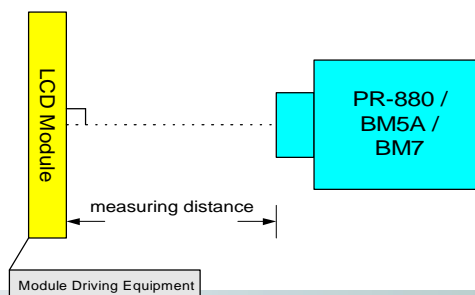 LCD Module
PR-880 /
BM5A /
BM7
measuring distance
Module Driving Equipment